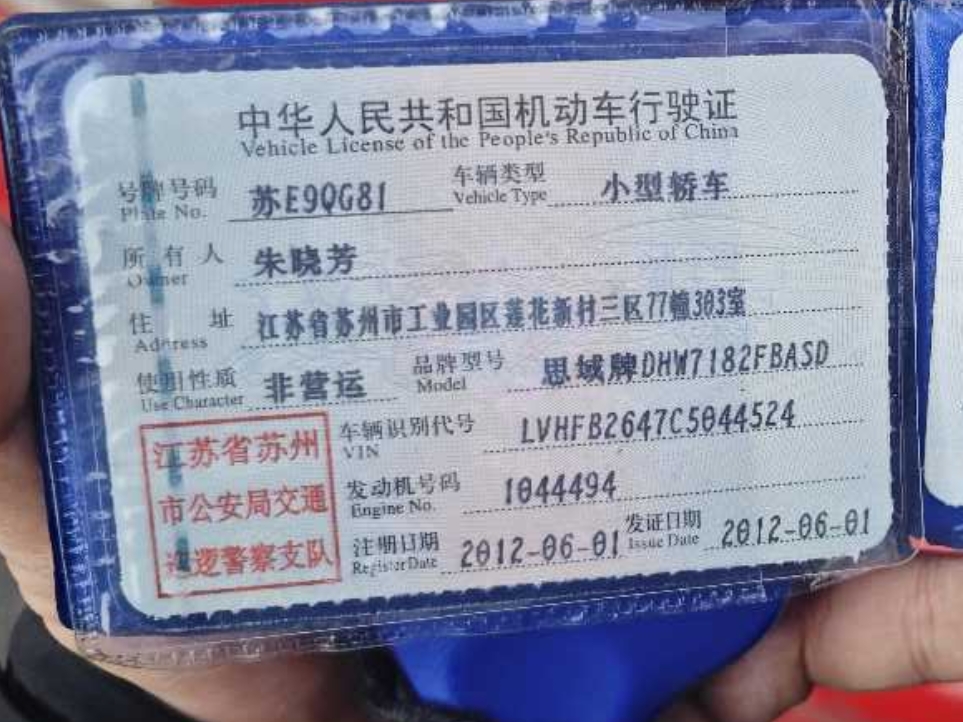 中华人民共和国机动车行驶证
Vehicle License of the People's Republic of China
号牌号码 苏E9QG81 车辆类型 小型轿车
Plate No. Vehicle Type
所有人 朱晓芳
Owner
住址 江苏省苏州市工业园区莲花新村三区77幢303室
Address
使用性质 非营运 品牌型号 思域牌DHW7182FBASD
Use Character Model
江苏省苏州 车辆识别代号 LVHFB2647C5044524
VIN
市公安局交通 发动机号码 1044494
Engine No.
巡逻警察支队 注册日期 2012-06-01 发证日期 2012-06-01
Register Date Issue Date